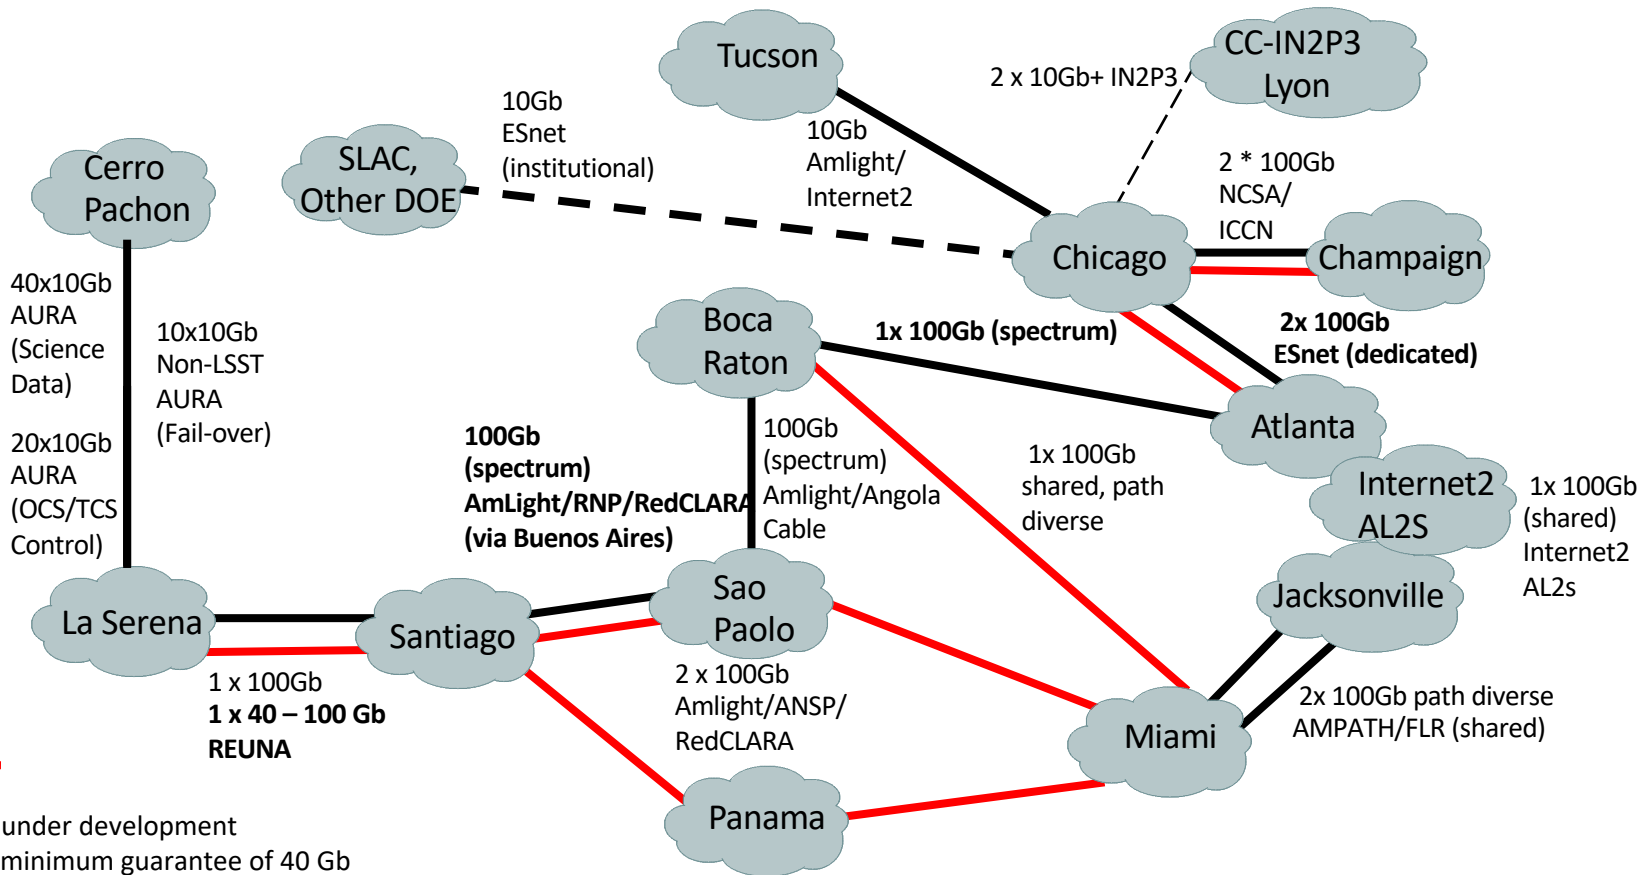 Tucson
CC-IN2P3
Lyon
2 x 10Gb+ IN2P3
10Gb
ESnet
(institutional)
10Gb
Amlight/
Internet2
Cerro
Pachon
SLAC,
Other DOE
2 * 100Gb
NCSA/
ICCN
Chicago
Champaign
40x10Gb
AURA
(Science
Data)
10x10Gb
Non-LSST
AURA
(Fail-over)
20x10Gb
AURA
(OCS/TCS
Control)
Boca
Raton
1x 100Gb (spectrum)
2x 100Gb
ESnet (dedicated)
Atlanta
100Gb
(spectrum)
AmLight/RNP/RedCLARA
(via Buenos Aires)
100Gb
(spectrum)
Amlight/Angola
Cable
1x 100Gb
shared, path
diverse
Internet2
AL2S
1x 100Gb
(shared)
Internet2
AL2s
La Serena
Santiago
Sao
Paolo
Jacksonville
1 x 100Gb
1 x 40 – 100 Gb
REUNA
2 x 100Gb
Amlight/ANSP/
RedCLARA
Miami
2x 100Gb path diverse
AMPATH/FLR (shared)
Panama
under development
minimum guarantee of 40 Gb